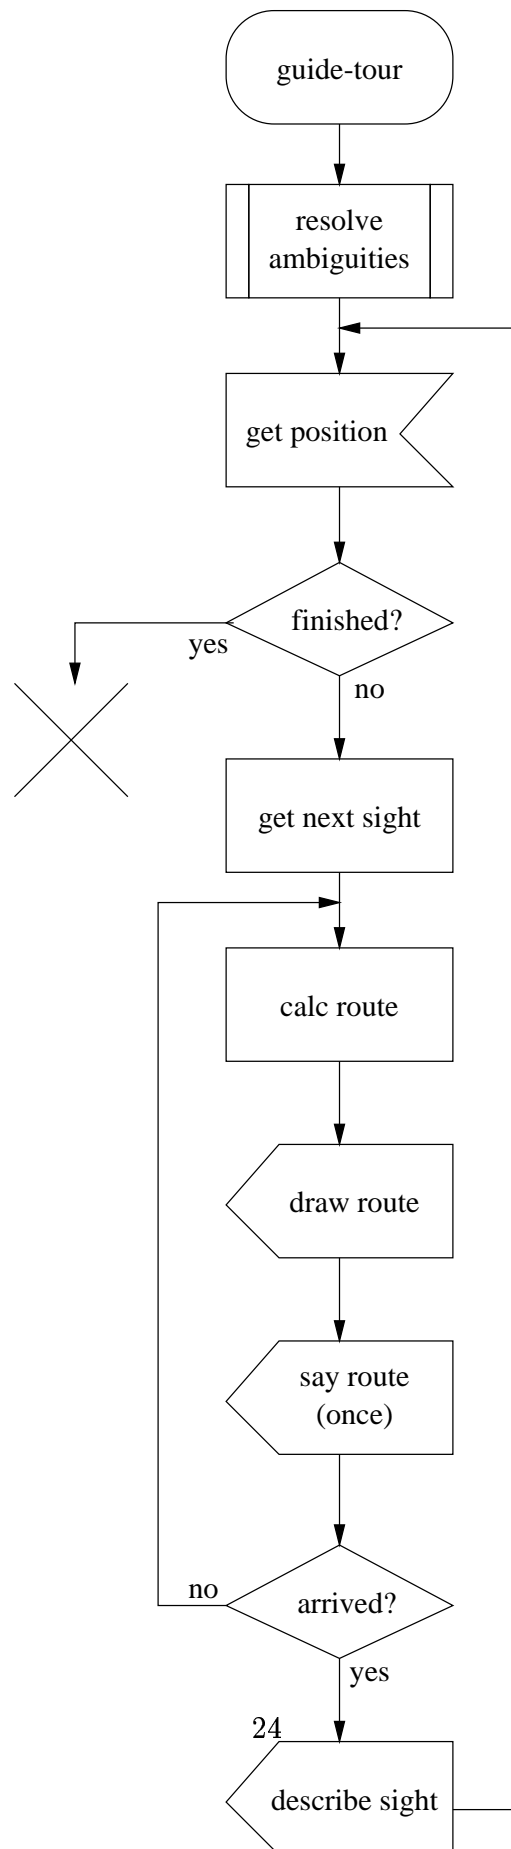 guide-tour
resolve
ambiguities
get position
finished?
yes
no
get next sight
calc route
draw route
say route
(once)
no
arrived?
yes
24
describe sight